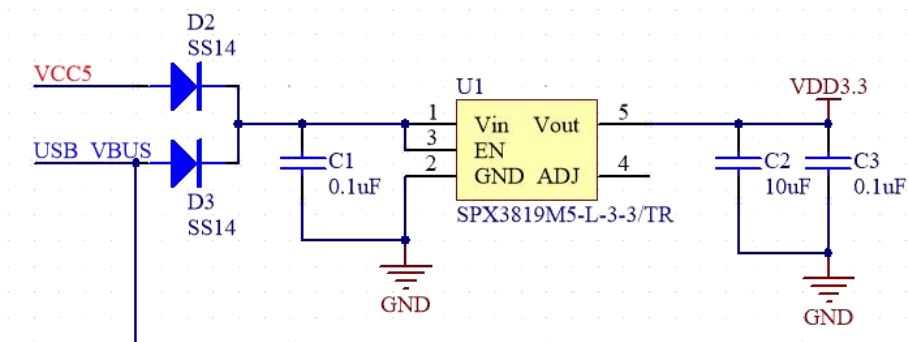 D2
SS14
VCC5
USB_VBUS
D3
SS14
C1
0.1uF
U1
1 Vin Vout 5
3 EN
2 GND ADJ 4
SPX3819M5-L-3-3/TR
GND
VDD3.3
C2
10uF
C3
0.1uF
GND